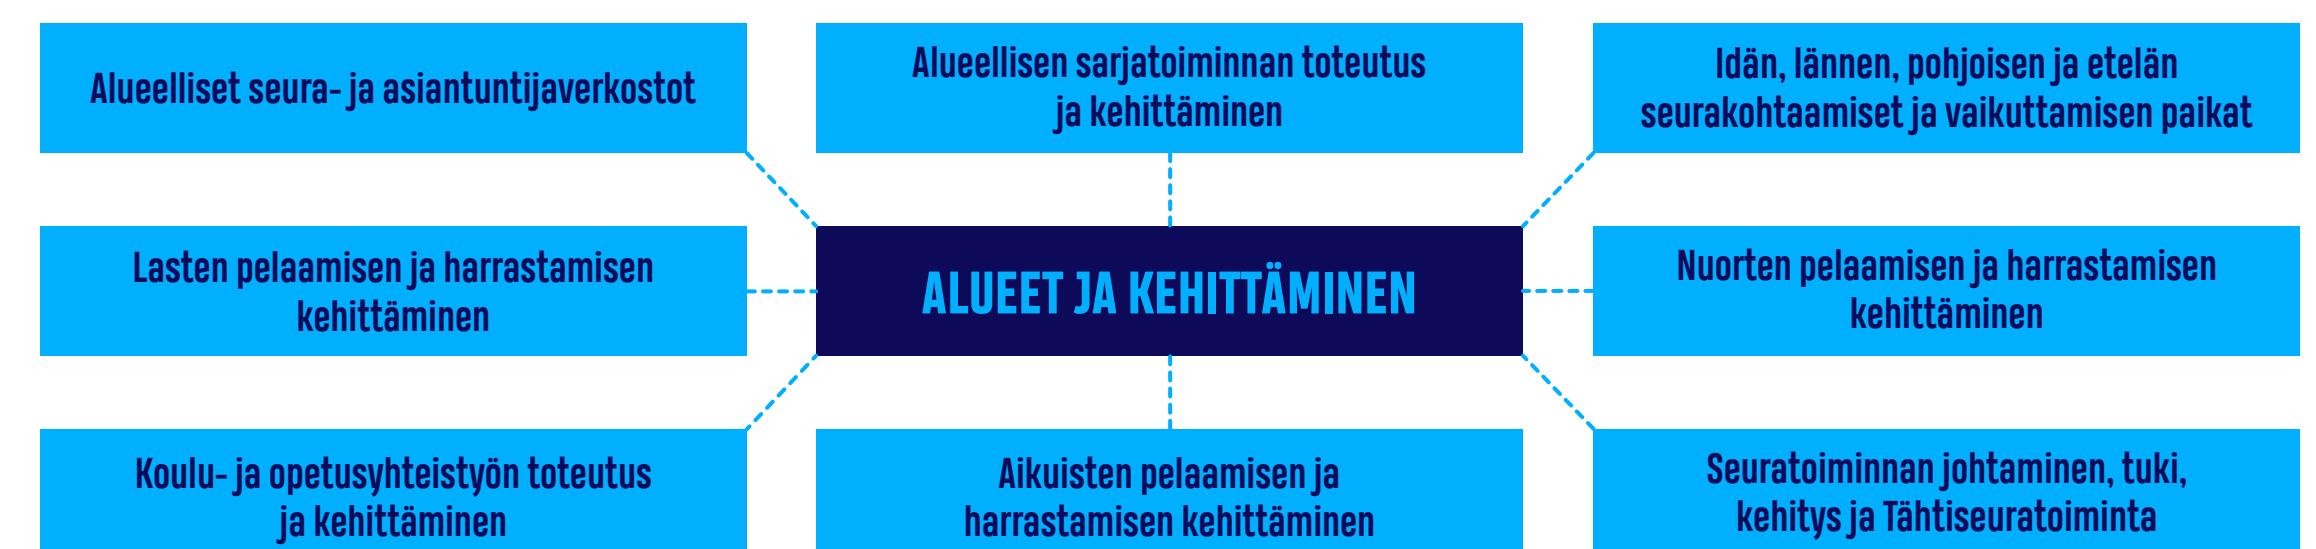 Alueelliset seura- ja asiantuntijaverkostot
Alueellisen sarjatoiminnan toteutus
ja kehittäminen
Idän, lännen, pohjoisen ja etelän
seurakohtaamiset ja vaikuttamisen paikat
Lasten pelaamisen ja harrastamisen
kehittäminen
ALUEET JA KEHITTÄMINEN
Nuorten pelaamisen ja harrastamisen
kehittäminen
Koulu- ja opetusyhteistyön toteutus
ja kehittäminen
Aikuisten pelaamisen ja
harrastamisen kehittäminen
Seuratoiminnan johtaminen, tuki,
kehitys ja Tähtiseuratoiminta